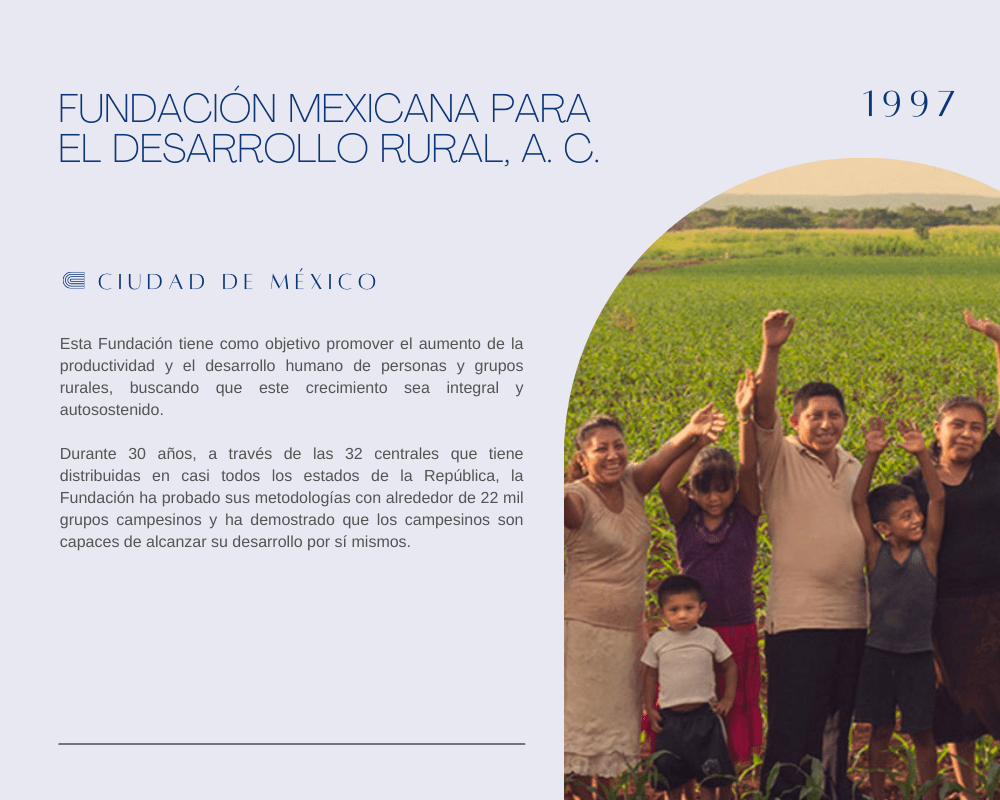 FUNDACIÓN MEXICANA PARA
EL DESARROLLO RURAL, A. C.
1997
CIUDAD DE MÉXICO
Esta Fundación tiene como objetivo promover el aumento de la
productividad y el desarrollo humano de personas y grupos
rurales, buscando que este crecimiento sea integral y
autosostenido.
Durante 30 años, a través de las 32 centrales que tiene
distribuidas en casi todos los estados de la República, la
Fundación ha probado sus metodologías con alrededor de 22 mil
grupos campesinos y ha demostrado que los campesinos son
capaces de alcanzar su desarrollo por sí mismos.